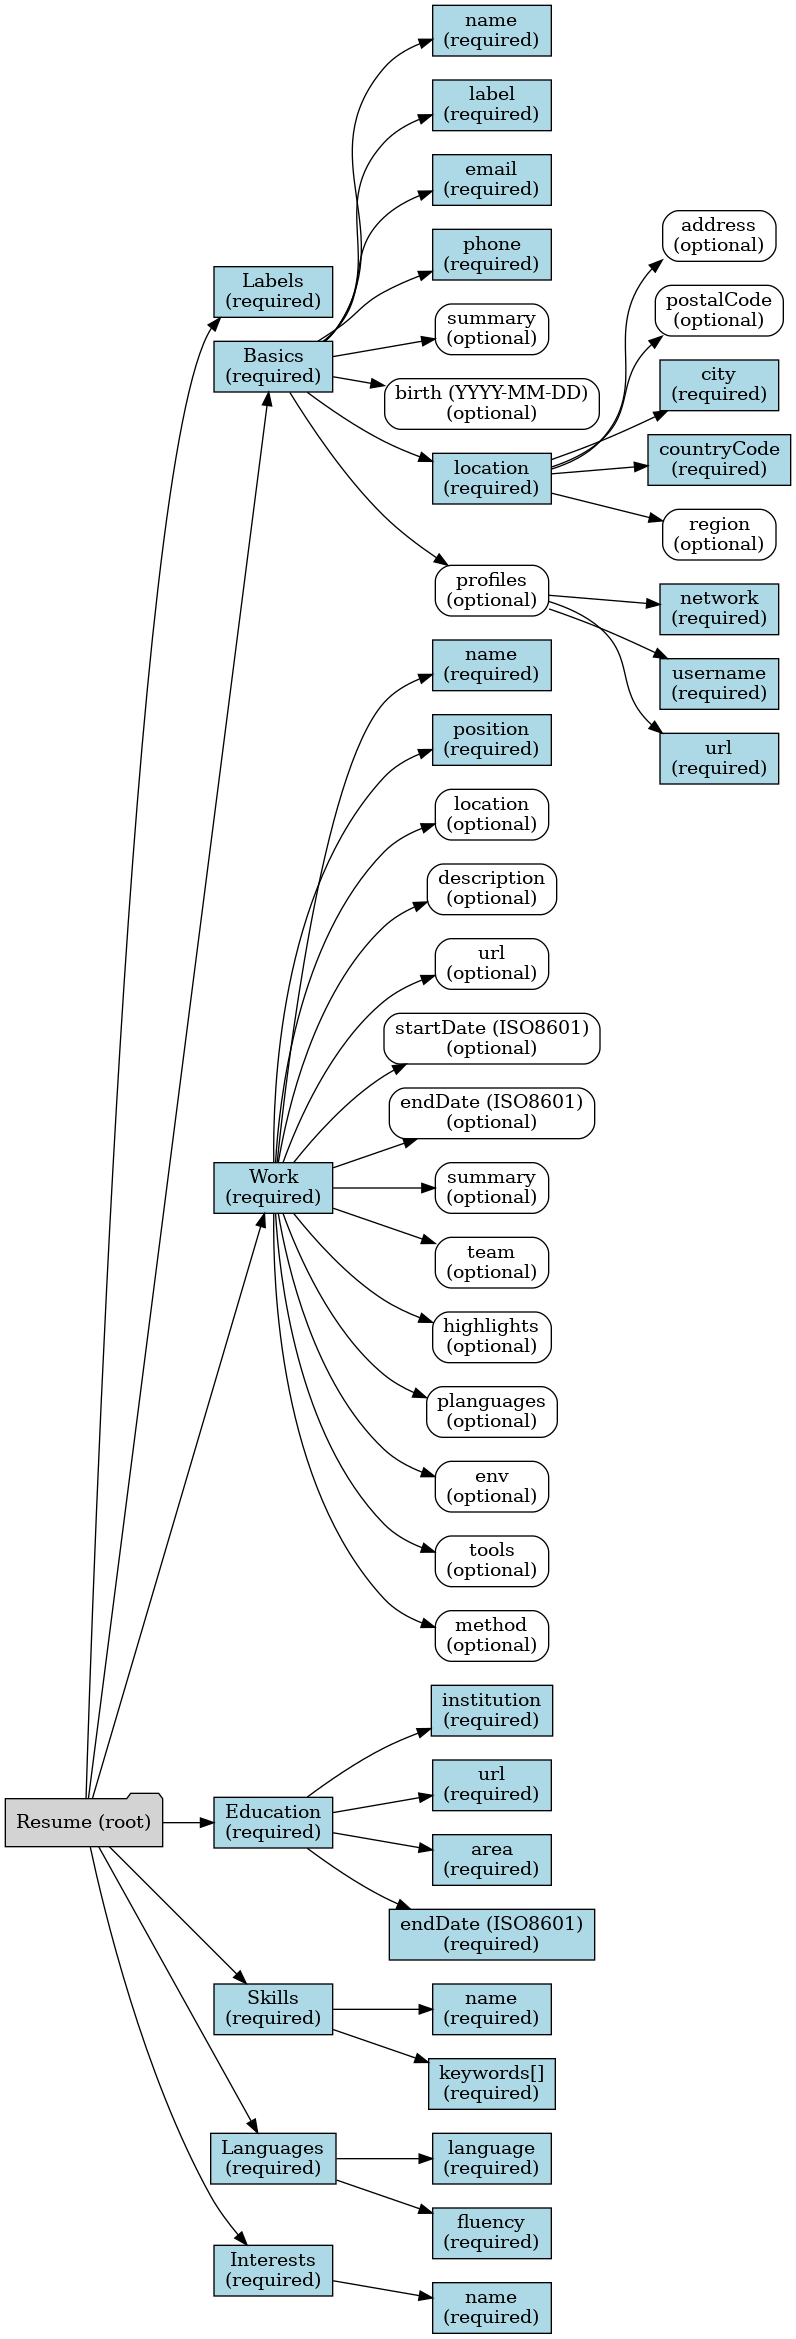 name
(required)
label
(required)
email
(required)
phone
(required)
summary
(optional)
birth (YYYY-MM-DD)
(optional)
location
(required)
profiles
(optional)
address
(optional)
postalCode
(optional)
city
(required)
countryCode
(required)
region
(optional)
network
(required)
username
(required)
url
(required)
Labels
(required)
Basics
(required)
name
(required)
position
(required)
location
(optional)
description
(optional)
url
(optional)
startDate (ISO8601)
(optional)
endDate (ISO8601)
(optional)
Work
(required)
summary
(optional)
team
(optional)
highlights
(optional)
planguages
(optional)
env
(optional)
tools
(optional)
method
(optional)
Resume (root)
Education
(required)
institution
(required)
url
(required)
area
(required)
endDate (ISO8601)
(required)
Skills
(required)
name
(required)
keywords[]
(required)
Languages
(required)
language
(required)
fluency
(required)
Interests
(required)
name
(required)